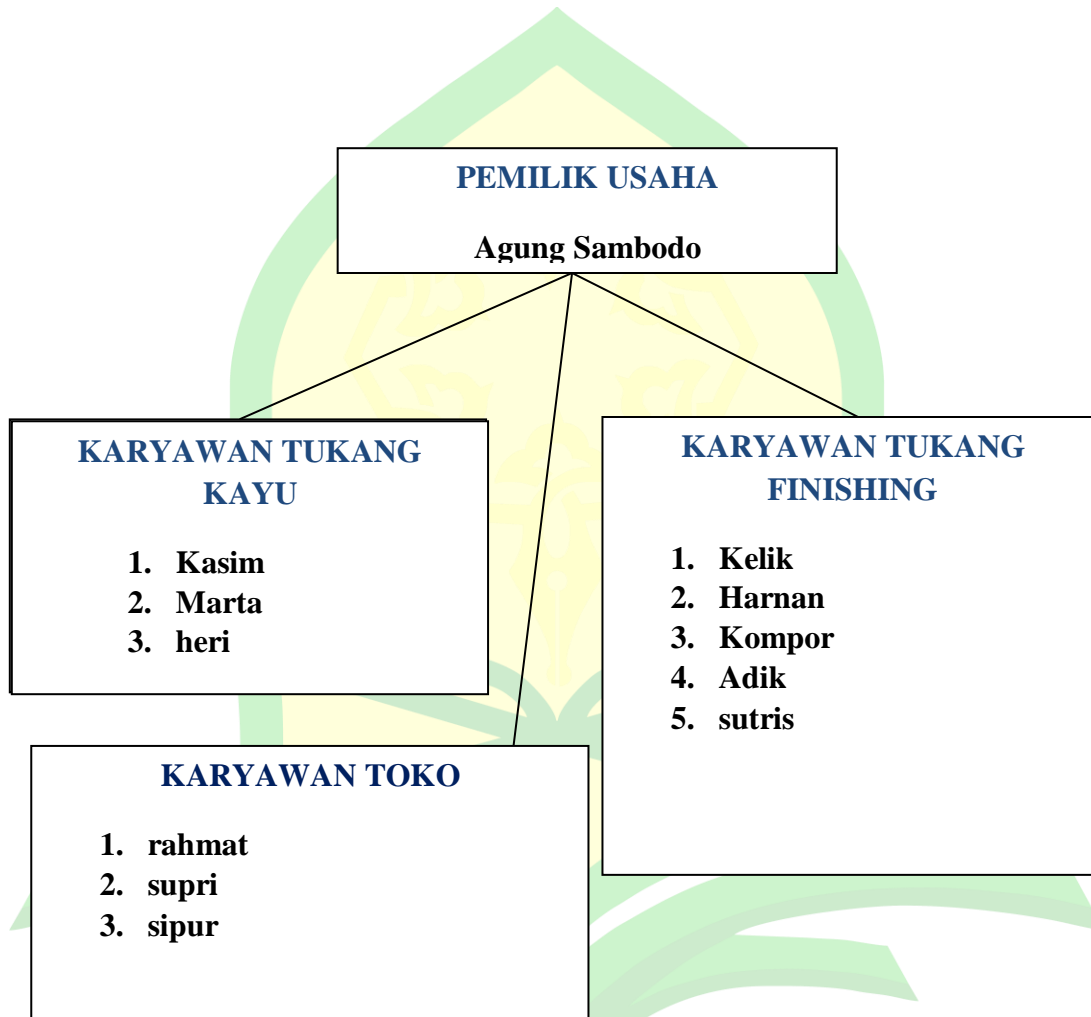 PEMILIK USAHA
Agung Sambodo
KARYAWAN TUKANG
KAYU
1. Kasim
2. Marta
3. heri
KARYAWAN TUKANG
FINISHING
1. Kelik
2. Harnan
3. Kompor
4. Adik
5. sutris
KARYAWAN TOKO
1. rahmat
2. supri
3. sipur